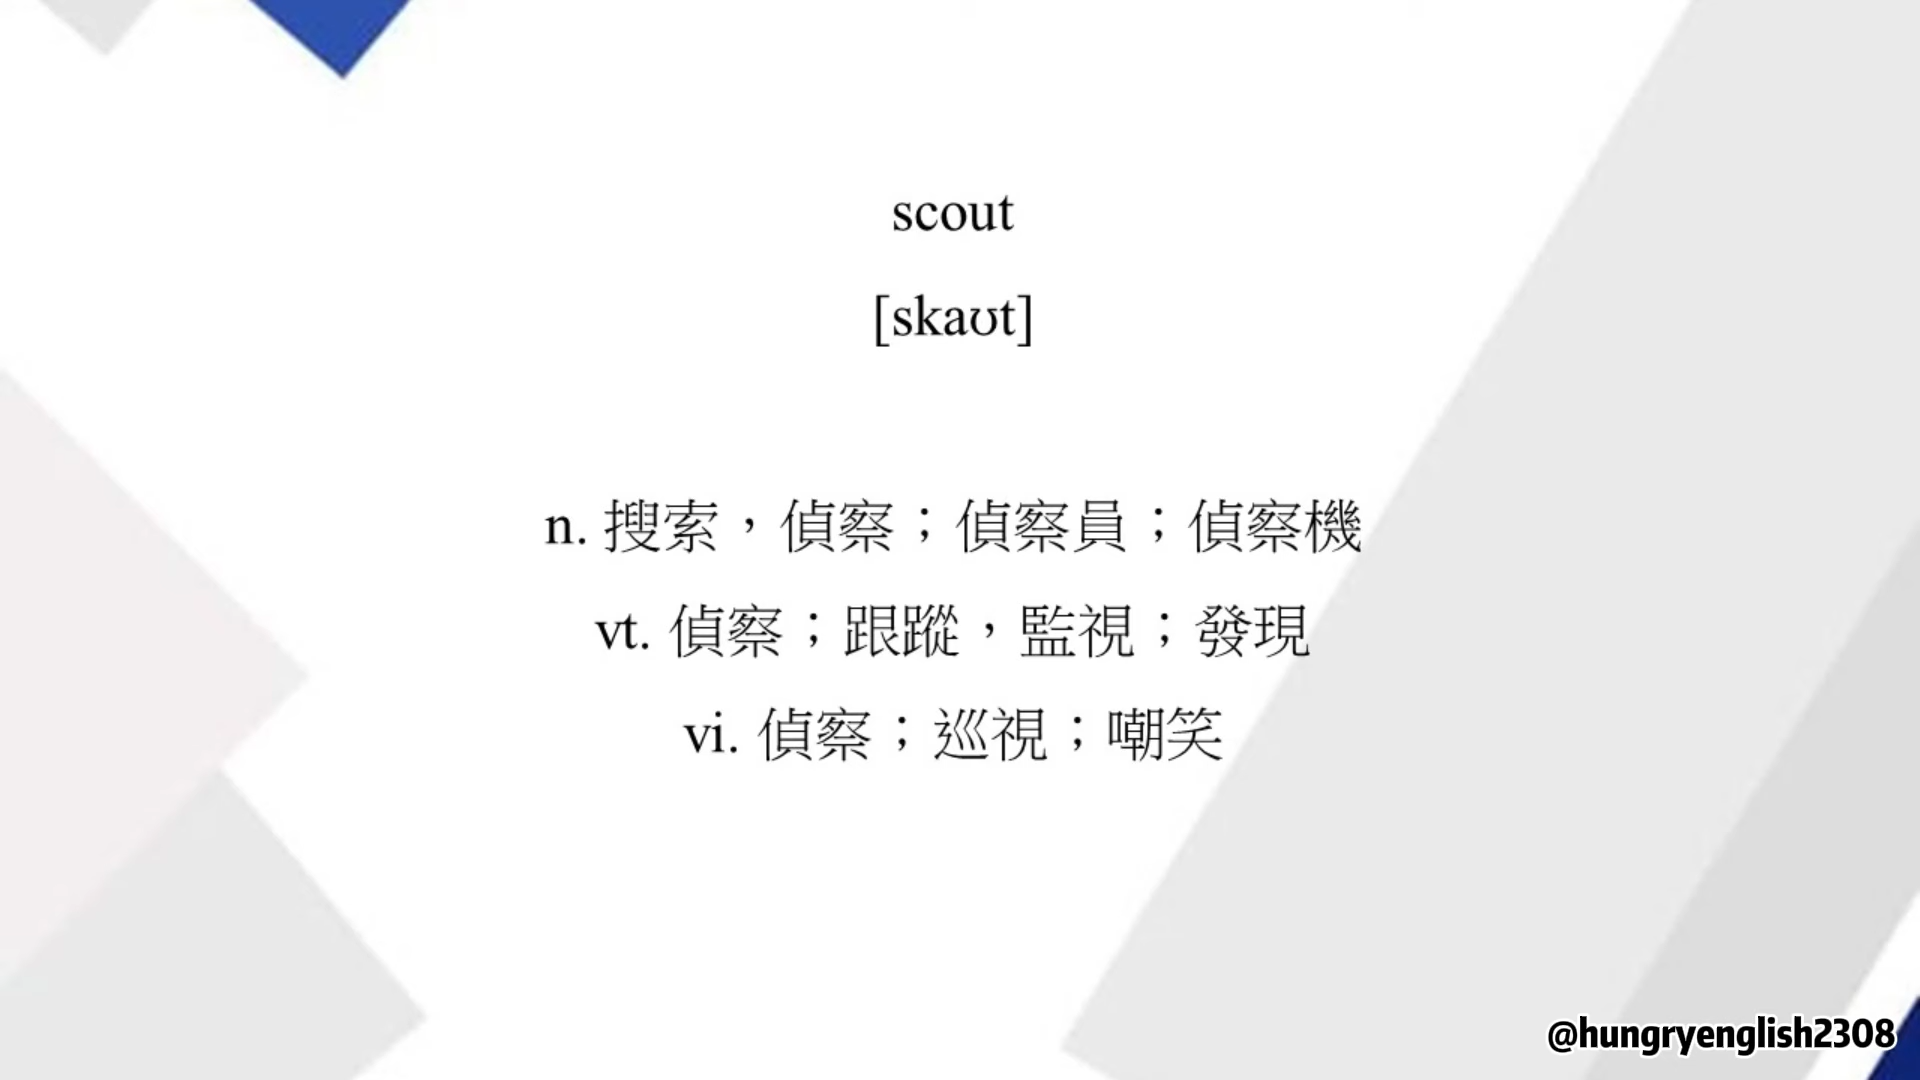 scout
[skaʊt]
n. 搜索，偵察；偵察員；偵察機
vt. 偵察；跟蹤，監視；發現
vi. 偵察；巡視；嘲笑
@hungryenglish2308